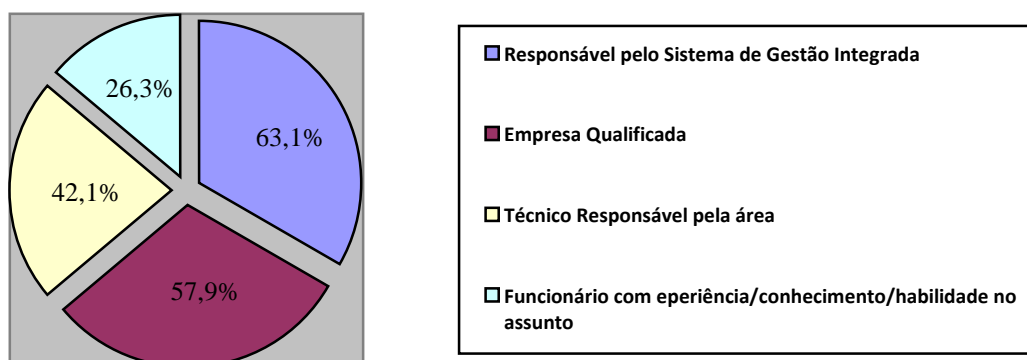 26,3%
63,1%
42,1%
57,9%
Responsável pelo Sistema de Gestão Integrada
Empresa Qualificada
Técnico Responsável pela área
Funcionário com eperiência/conhecimento/habilidade no
assunto